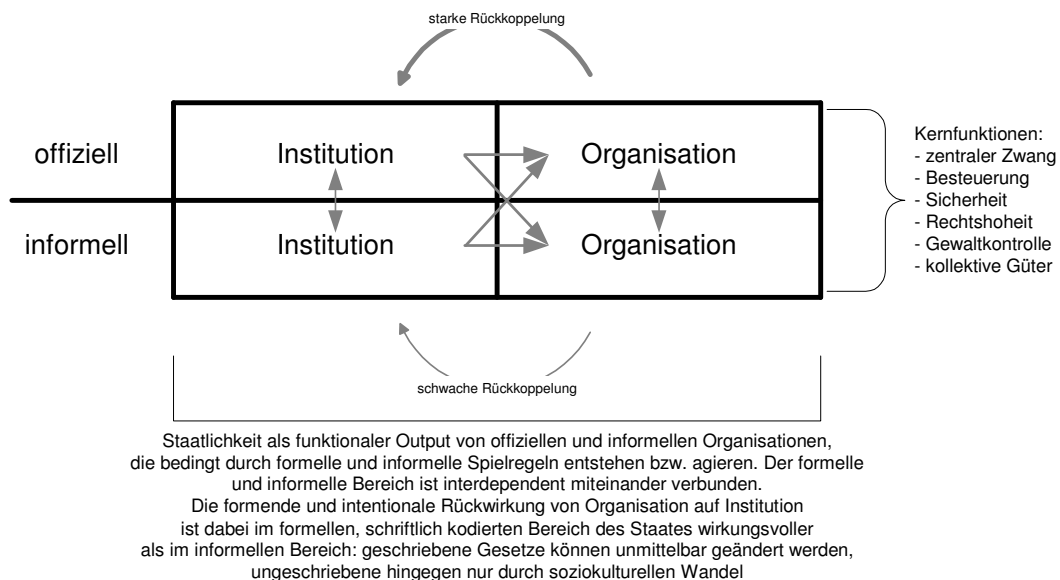 starke Rückkoppelung
offiziell
Institution
Organisation
informell
Institution
Organisation
Kernfunktionen:
- zentraler Zwang
- Besteuerung
- Sicherheit
- Rechtshoheit
- Gewaltkontrolle
- kollektive Güter
schwache Rückkoppelung
Staatlichkeit als funktionaler Output von offiziellen und informellen Organisationen,
die bedingt durch formelle und informelle Spielregeln entstehen bzw. agieren. Der formelle
und informelle Bereich ist interdependent miteinander verbunden.
Die formende und intentionale Rückwirkung von Organisation auf Institution
ist dabei im formellen, schriftlich kodierten Bereich des Staates wirkungsvoller
als im informellen Bereich: geschriebene Gesetze können unmittelbar geändert werden,
ungeschriebene hingegen nur durch soziokulturellen Wandel